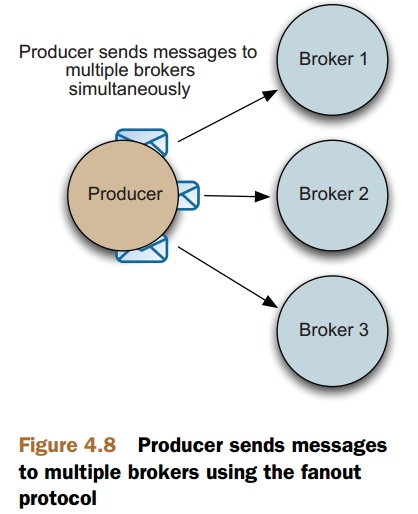 Producer sends messages to
multiple brokers
simultaneously
Broker 1
Producer
Broker 2
Broker 3
Figure 4.8 Producer sends messages
to multiple brokers using the fanout
protocol